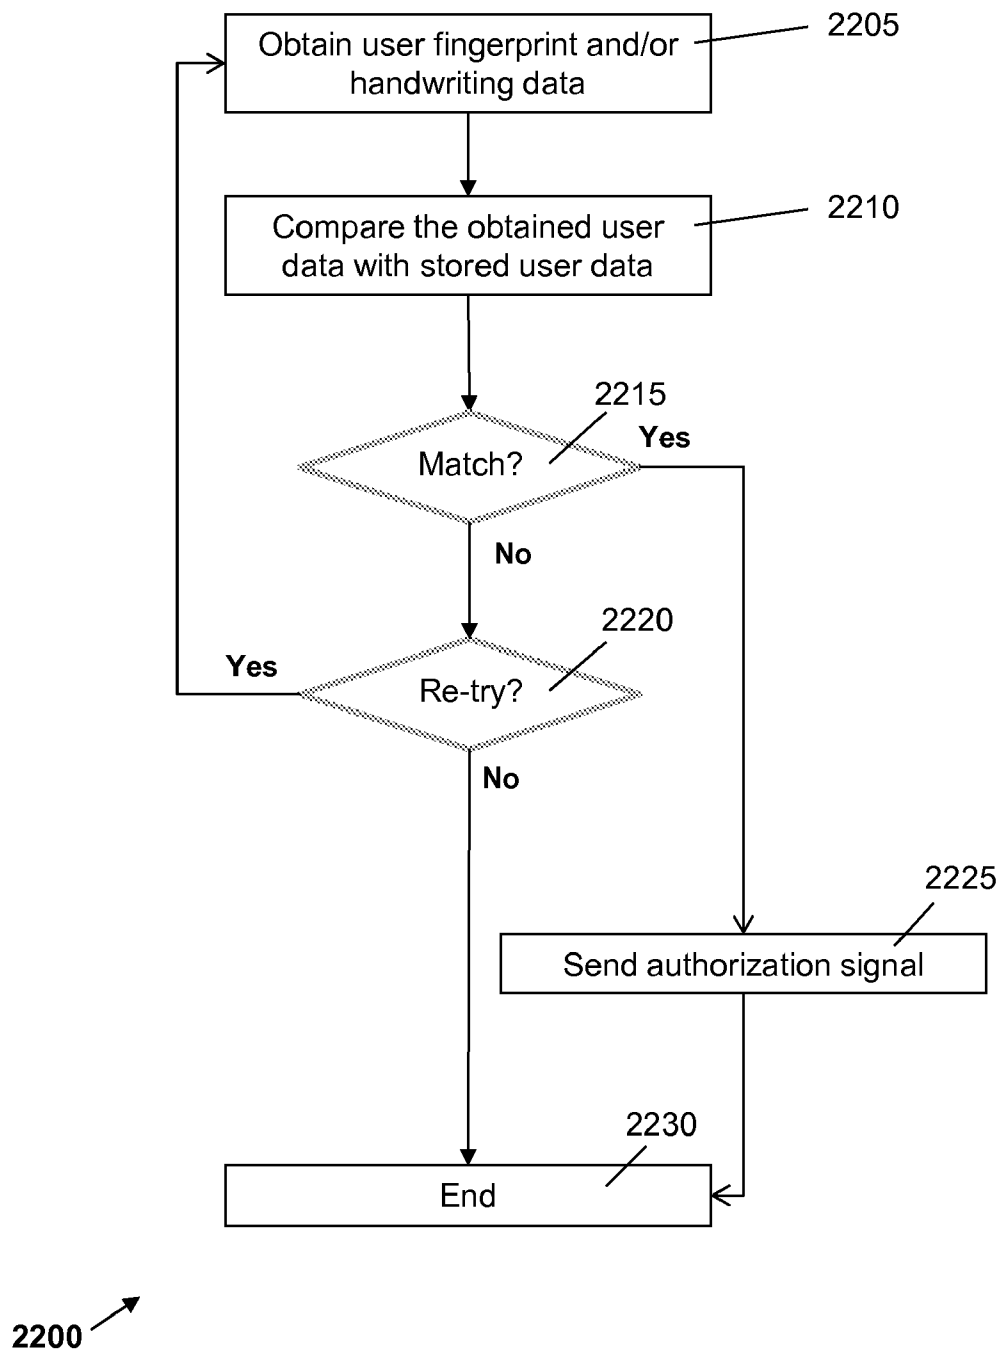 2205
Obtain user fingerprint and/or
handwriting data
2210
Compare the obtained user
data with stored user data
2215
Yes
Match?
No
2220
Yes
Re-try?
No
2225
Send authorization signal
2230
End
2200